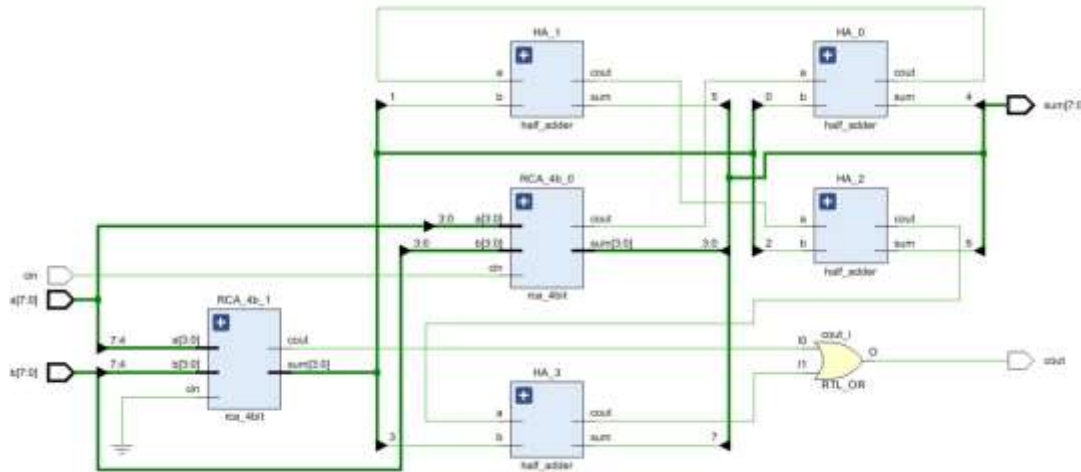 HA_1
a
b
cout
sum
half_adder
1
5
HA_0
a
b
cout
sum
half_adder
0
4
sum[7:0]
RCA_4b_0
3:0
a[3:0]
3:0
b[3:0]
cin
cout
sum[3:0]
3:0
rca_4bit
HA_2
a
b
cout
sum
half_adder
2
6
cin
a[7:0]
b[7:0]
RCA_4b_1
7:4
a[3:0]
7:4
b[3:0]
cin
cout
sum[3:0]
rca_4bit
HA_3
a
b
cout
sum
half_adder
3
7
cout_i
I0
I1
O
RTL_OR
cout